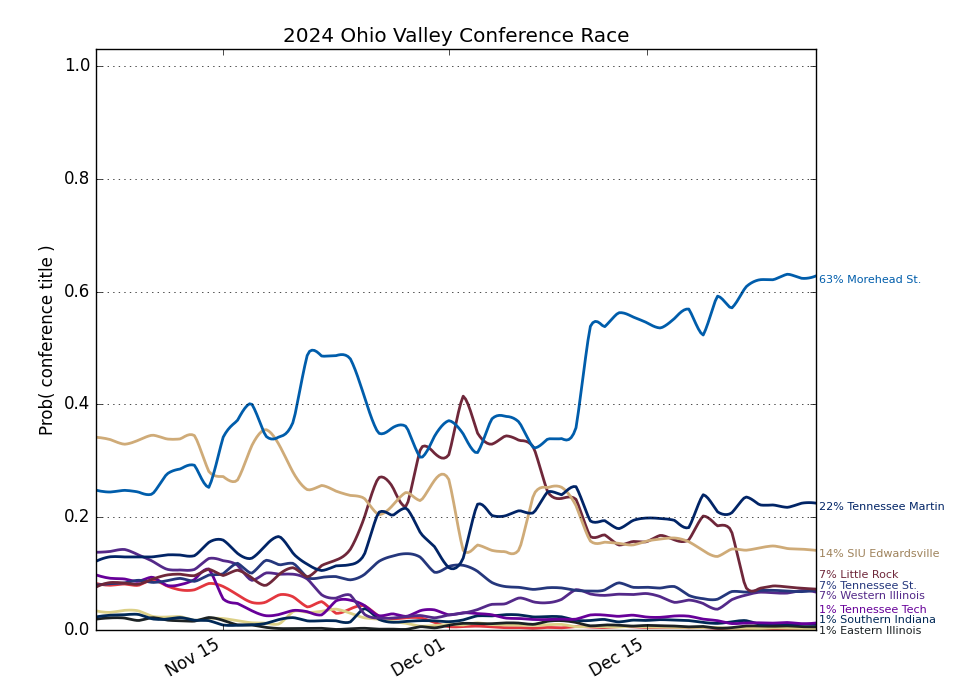 2024 Ohio Valley Conference Race
Prob( conference title )
1.0
0.8
0.6
0.4
0.2
0.0
Nov 15
Dec 01
Dec 15
63% Morehead St.
22% Tennessee Martin
14% SIU Edwardsville
7% Little Rock
7% Tennessee St.
7% Western Illinois
1% Tennessee Tech
1% Southern Indiana
1% Eastern Illinois